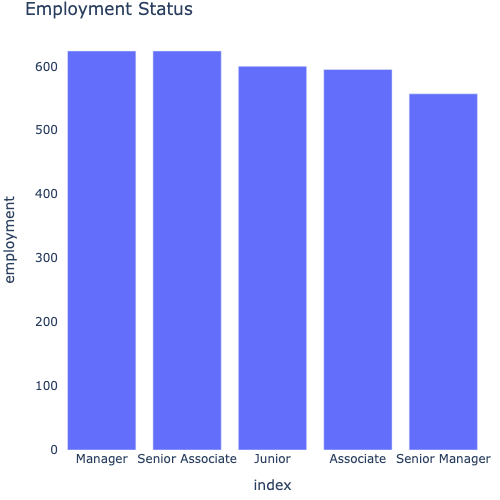 Employment Status
employment
600
500
400
300
200
100
0
Manager Senior Associate Junior Associate Senior Manager
index